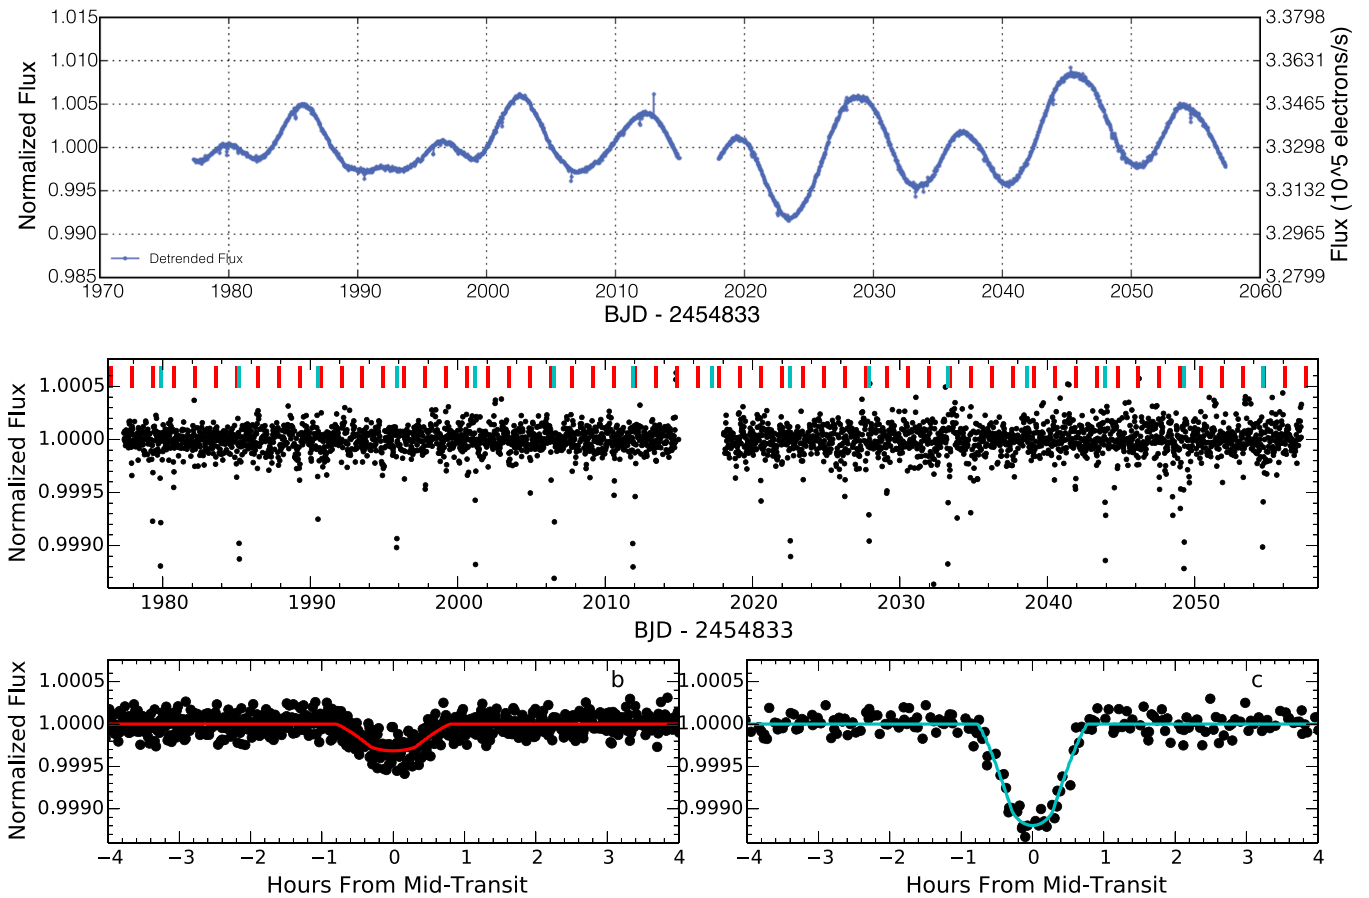 1.015
1.010
1.005
1.000
0.995
0.990
0.985
Normalized Flux
3.3798
3.3631
3.3465
3.3298
3.3132
3.2965
3.2799
Flux (10^5 electrons/s)
Detrended Flux
1970 1980 1990 2000 2010 2020 2030 2040 2050 2060
BJD - 2454833
1.0005
1.0000
0.9995
0.9990
Normalized Flux
1980 1990 2000 2010 2020 2030 2040 2050
BJD - 2454833
1.0005
1.0000
0.9995
0.9990
Normalized Flux
b
−4 −3 −2 −1 0 1 2 3 4
Hours From Mid-Transit
1.0005
1.0000
0.9995
0.9990
c
−4 −3 −2 −1 0 1 2 3 4
Hours From Mid-Transit